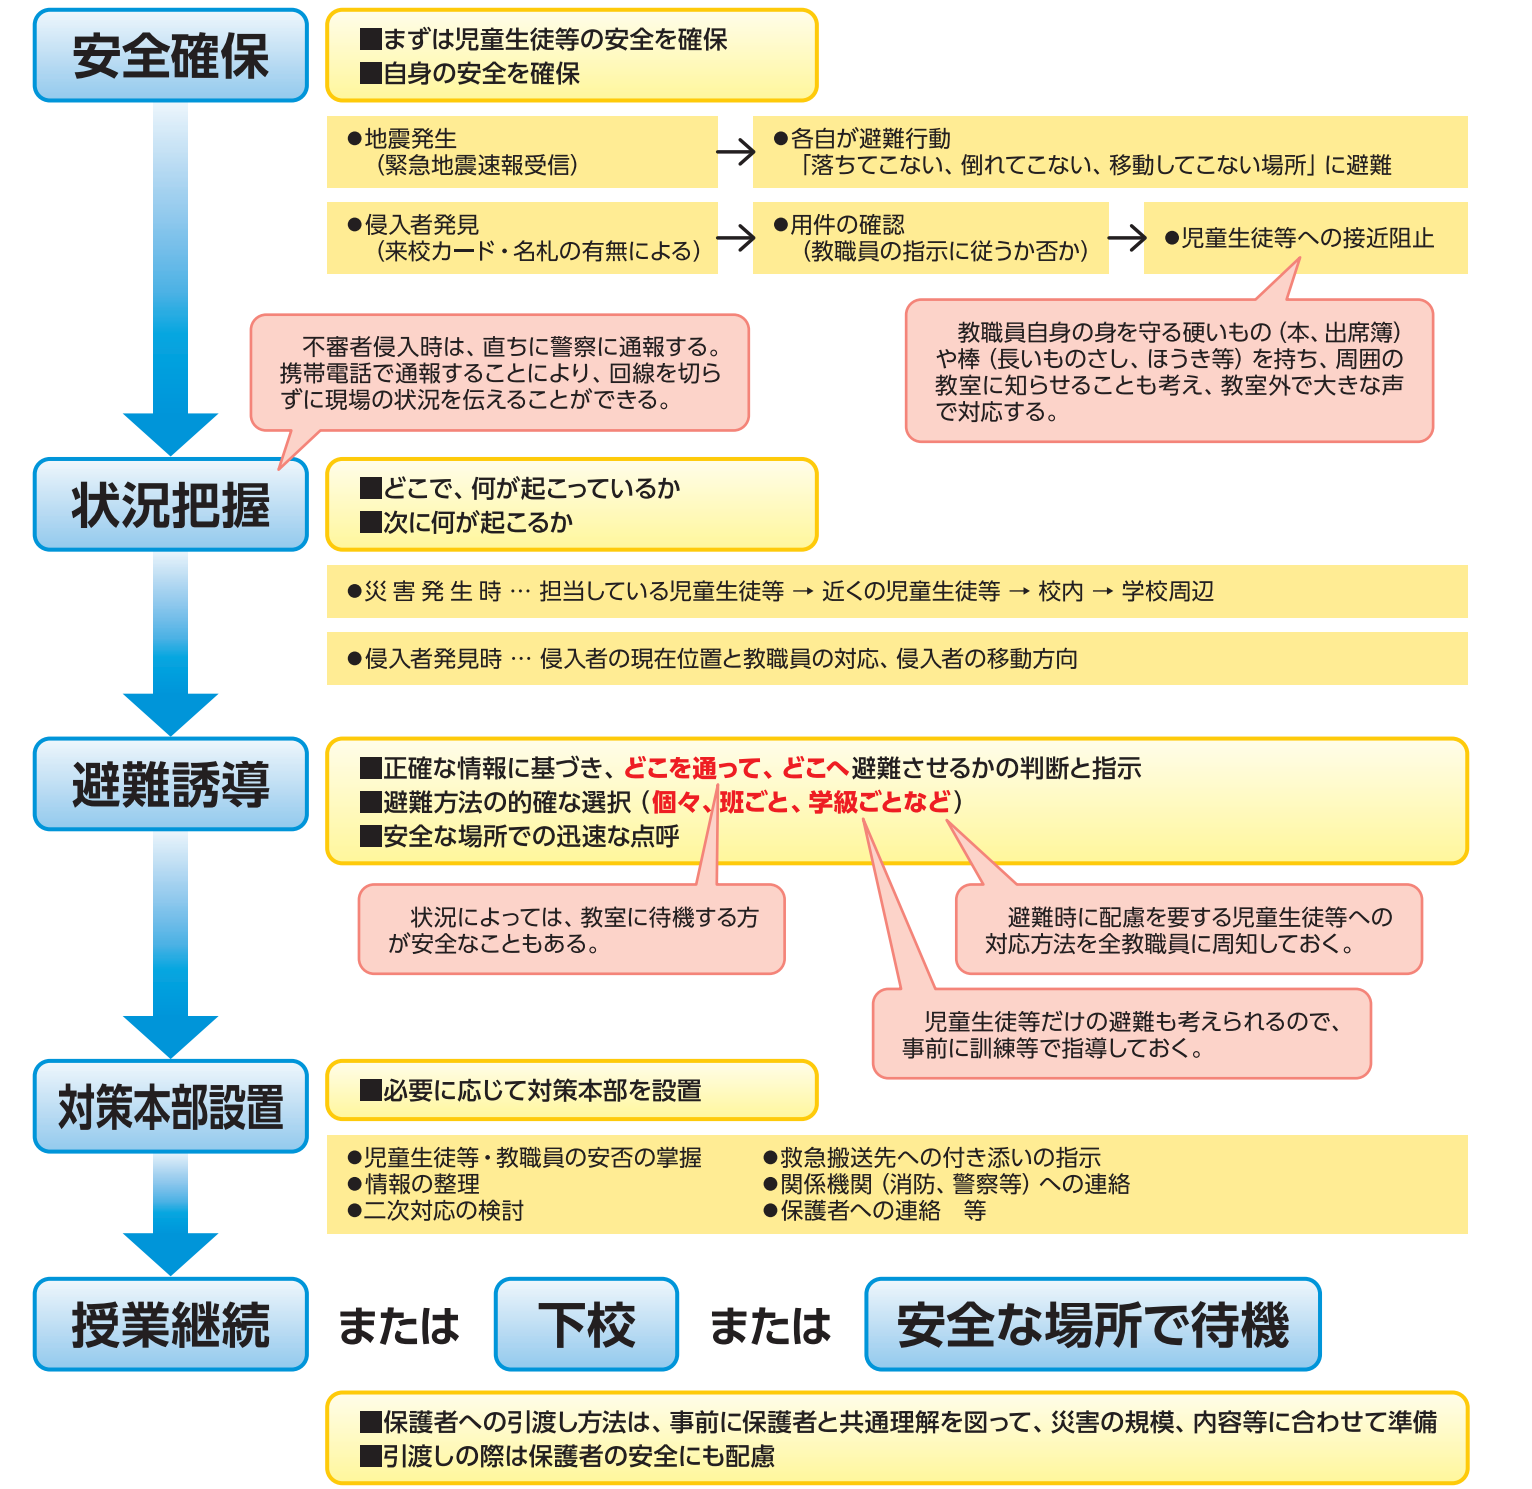 安全確保
■まずは児童生徒等の安全を確保
■自身の安全を確保
●地震発生
（緊急地震速報受信）
→
●各自が避難行動
「落ちてこない、倒れてこない、移動してこない場所」に避難
●侵入者発見
（来校カード・名札の有無による）
→
●用件の確認
（教職員の指示に従うか否か）
→
●児童生徒等への接近阻止
不審者侵入時は、直ちに警察に通報する。
携帯電話で通報することにより、回線を切ら
ずに現場の状況を伝えることができる。
教職員自身の身を守る硬いもの（本、出席簿）
や棒（長いものさし、ほうき等）を持ち、周囲の
教室に知らせることも考え、教室外で大きな声
で対応する。
状況把握
■どこで、何が起こっているか
■次に何が起こるか
●災害発生時 … 担当している児童生徒等 → 近くの児童生徒等 → 校内 → 学校周辺
●侵入者発見時 … 侵入者の現在位置と教職員の対応、侵入者の移動方向
避難誘導
■正確な情報に基づき、どこを通って、どこへ避難させるかの判断と指示
■避難方法の的確な選択（個々、班ごと、学級ごとなど）
■安全な場所での迅速な点呼
状況によっては、教室に待機する方
が安全なこともある。
避難時に配慮を要する児童生徒等への
対応方法を全教職員に周知しておく。
児童生徒等だけの避難も考えられるので、
事前に訓練等で指導しておく。
対策本部設置
■必要に応じて対策本部を設置
●児童生徒等・教職員の安否の掌握
●情報の整理
●二次対応の検討
●救急搬送先への付き添いの指示
●関係機関（消防、警察等）への連絡
●保護者への連絡　等
授業継続
または
下校
または
安全な場所で待機
■保護者への引渡し方法は、事前に保護者と共通理解を図って、災害の規模、内容等に合わせて準備
■引渡しの際は保護者の安全にも配慮